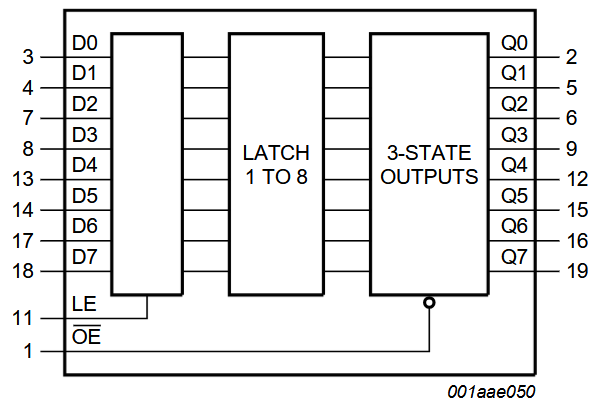 3 D0 Q0 2
4 D1 Q1 5
7 D2 Q2 6
8 D3 Q3 9
13 D4 Q4 12
14 D5 Q5 15
17 D6 Q6 16
18 D7 Q7 19
LATCH
1 TO 8
3-STATE
OUTPUTS
11 LE
1 OE
001aae050